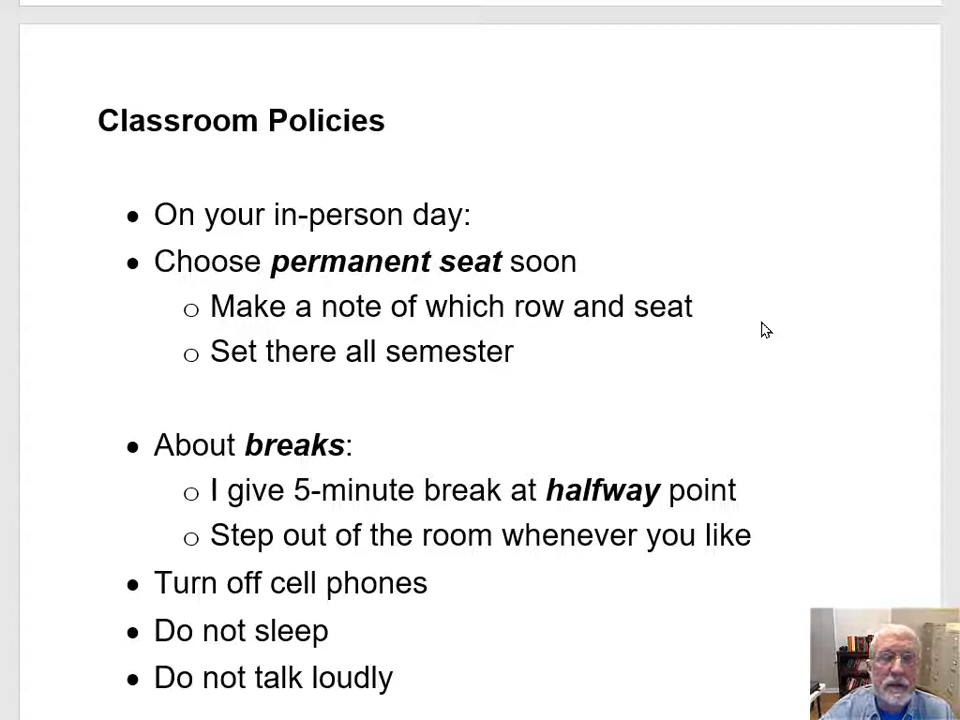 Classroom Policies
• On your in-person day:
• Choose permanent seat soon
o Make a note of which row and seat
o Set there all semester
• About breaks:
o I give 5-minute break at halfway point
o Step out of the room whenever you like
• Turn off cell phones
• Do not sleep
• Do not talk loudly